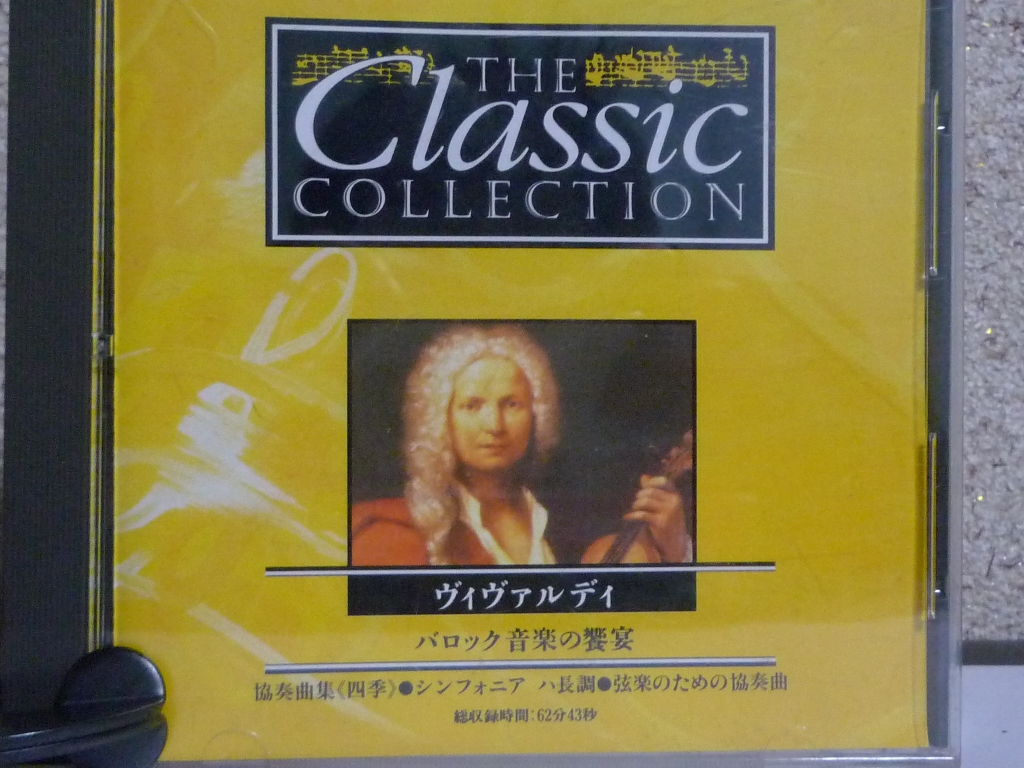 THE
Classic
COLLECTION
ヴィヴァルディ
バロック音楽の饗宴
協奏曲集《四季》●シンフォニア ハ長調●弦楽のための協奏曲
総収録時間:62分43秒